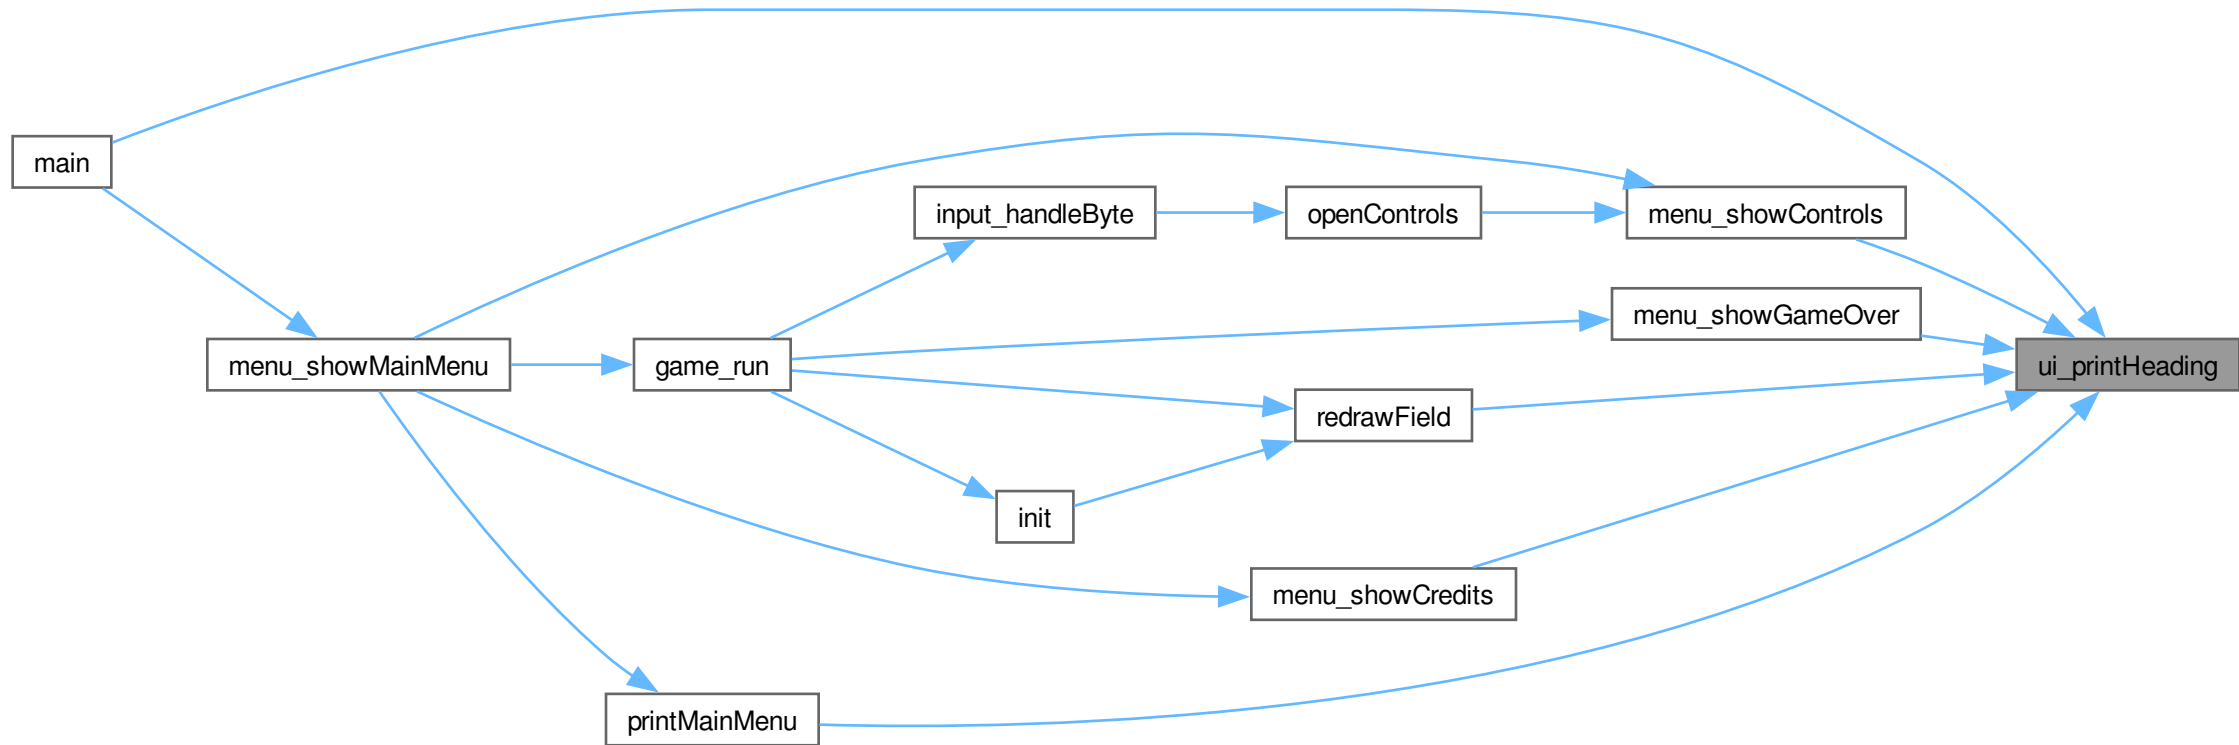 main
input_handleByte
openControls
menu_showControls
menu_showGameOver
menu_showMainMenu
game_run
ui_printHeading
redrawField
init
menu_showCredits
printMainMenu